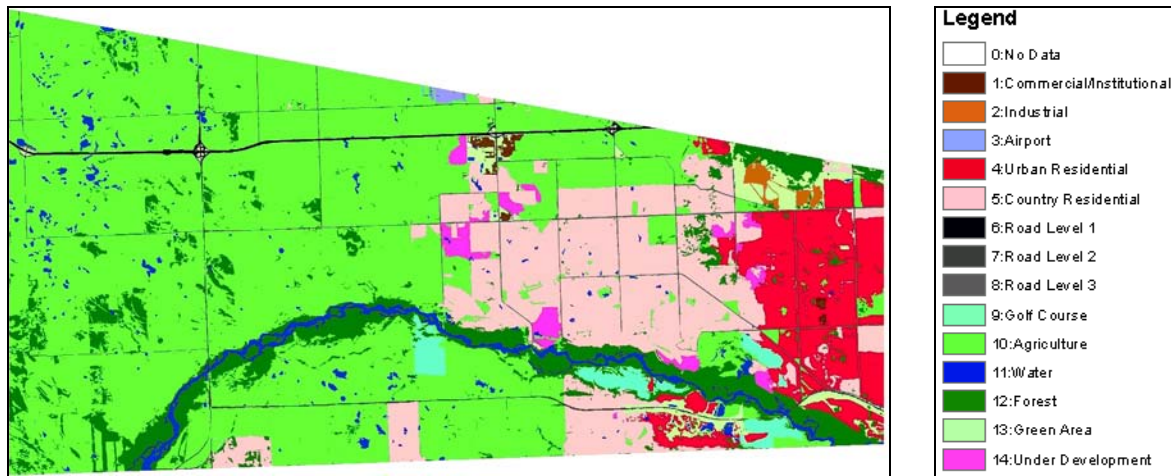 Legend
0:No Data
1:Commercial/Institutional
2:Industrial
3:Airport
4:Urban Residential
5:Country Residential
6:Road Level 1
7:Road Level 2
8:Road Level 3
9:Golf Course
10:Agriculture
11:Water
12:Forest
13:Green Area
14:Under Development